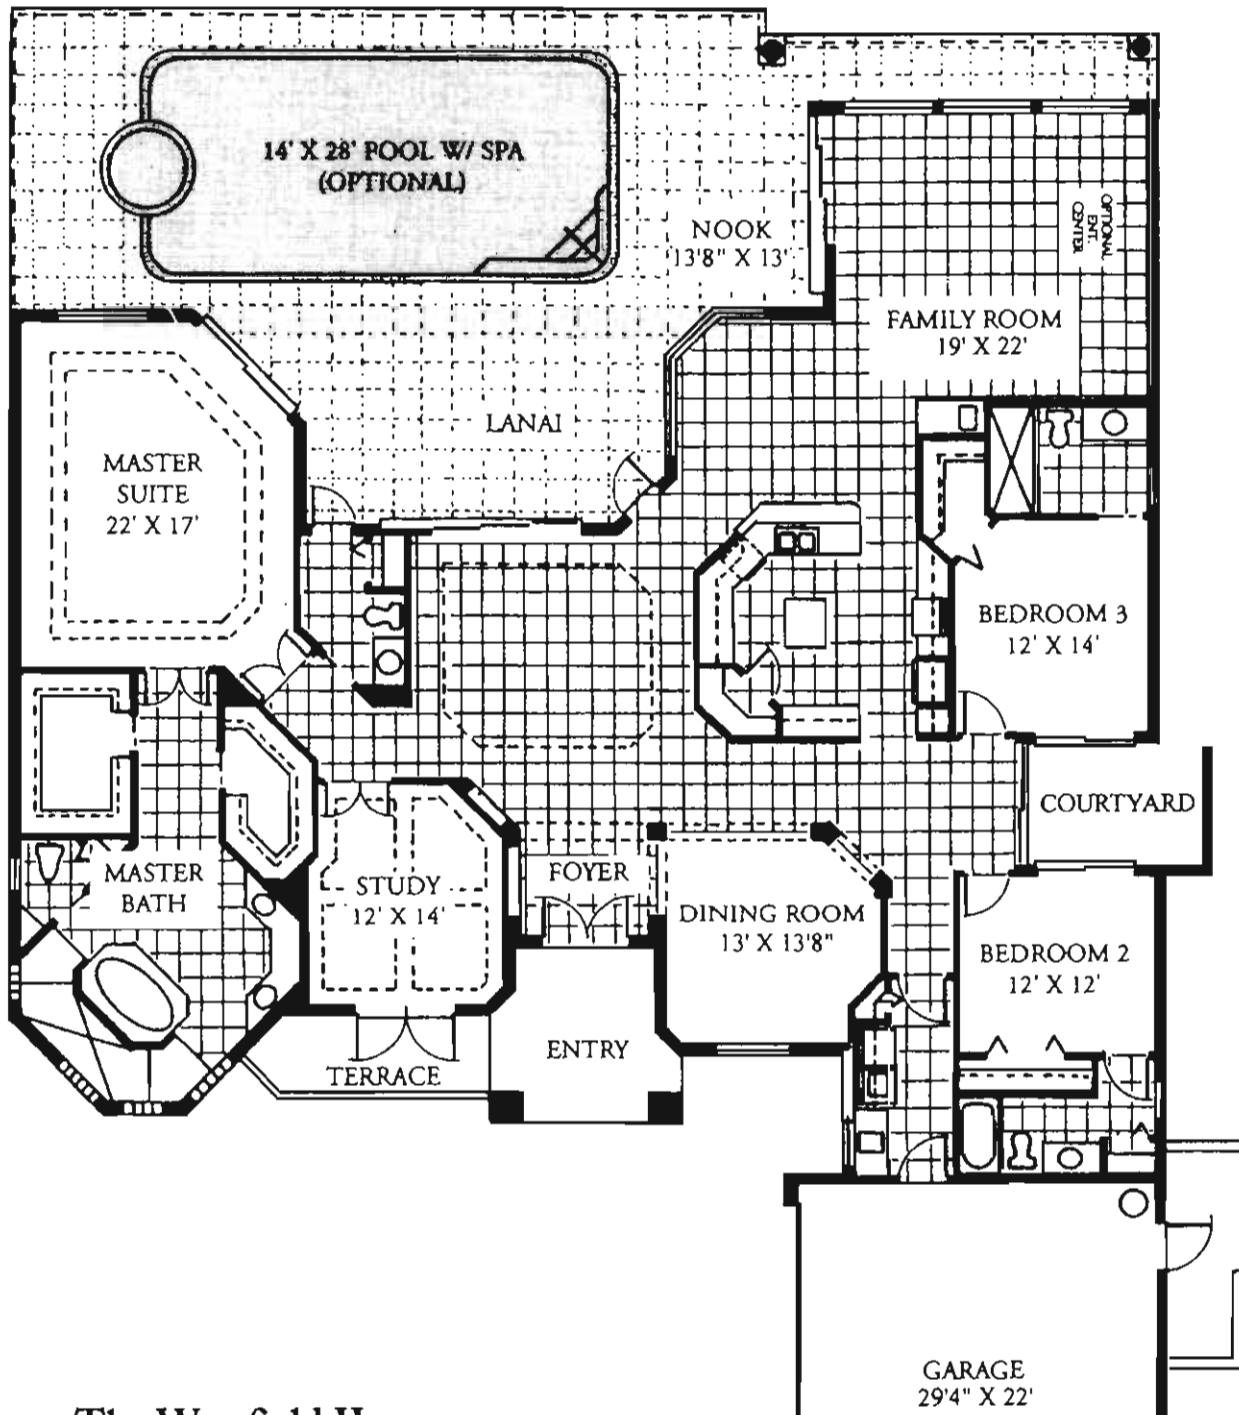 14' X 28' POOL W/ SPA
(OPTIONAL)
NOOK
13'8" X 13'
OPTIONAL
ENT.
CENTER
FAMILY ROOM
19' X 22'
LANAI
MASTER
SUITE
22' X 17'
BEDROOM 3
12' X 14'
COURTYARD
MASTER
BATH
STUDY
12' X 14'
FOYER
DINING ROOM
13' X 13'8"
BEDROOM 2
12' X 12'
ENTRY
TERRACE
GARAGE
29'4" X 22'
The II